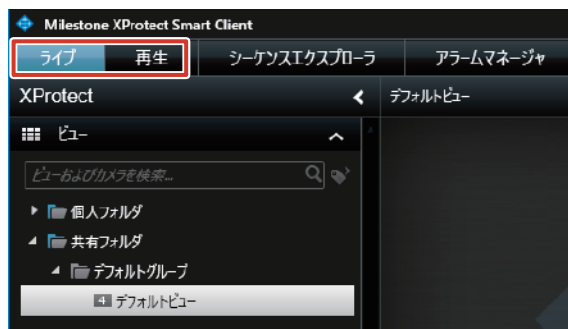 Milestone XProtect Smart Client
ライブ 再生 シーケンスエクスプローラ アラームマネージャ
XProtect デフォルトビュー
ビュー
ビューおよびカメラを検索...
個人フォルダ
共有フォルダ
デフォルトグループ
4 デフォルトビュー